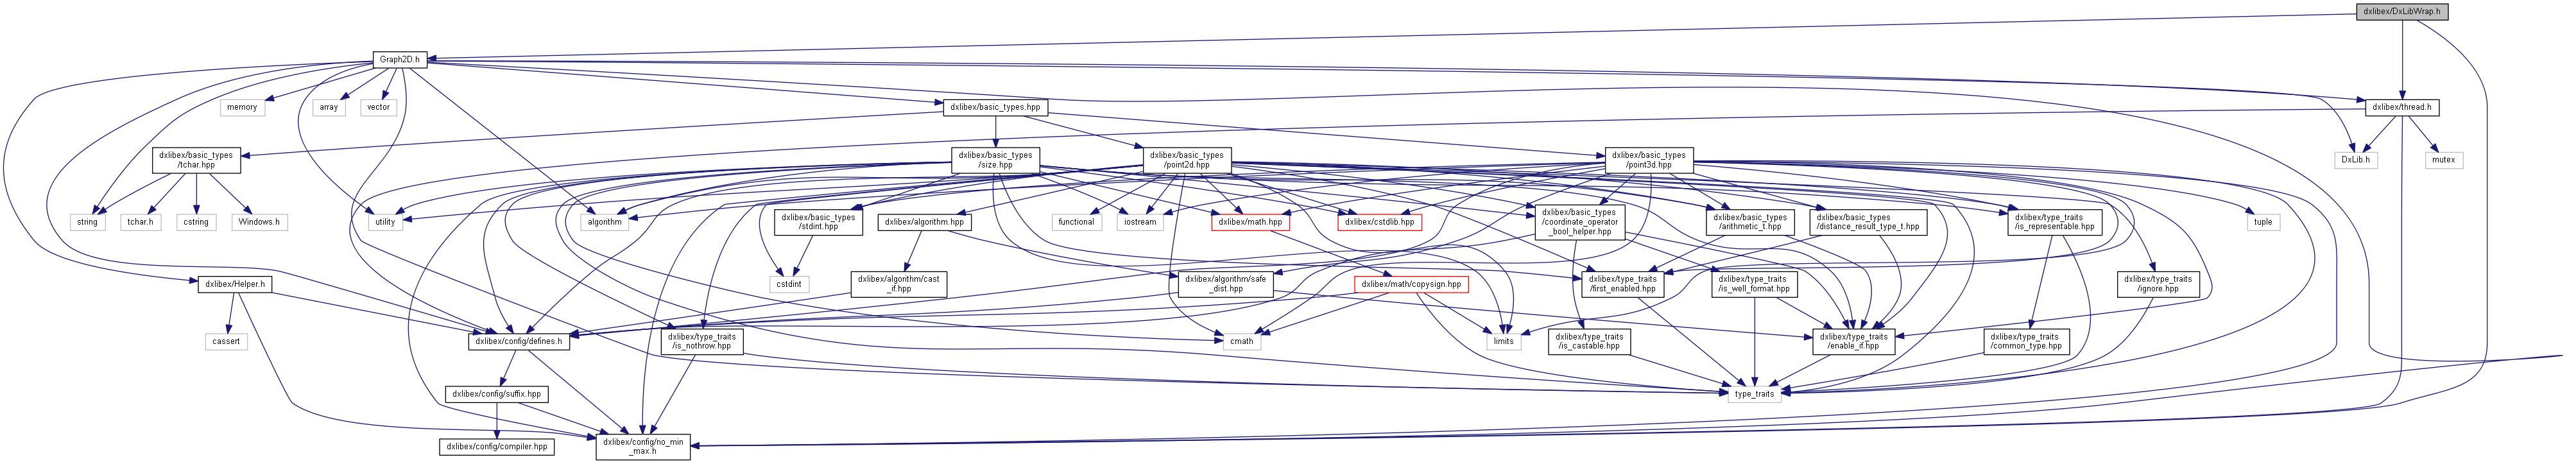 dxlibex/DxLibWrap.h
Graph2D.h
memory
array
vector
dxlibex/basic_types.hpp
dxlibex/thread.h
dxlibex/basic_types
/tchar.hpp
dxlibex/basic_types
/size.hpp
dxlibex/basic_types
/point2d.hpp
dxlibex/basic_types
/point3d.hpp
DxLib.h
mutex
string
tchar.h
cstring
Windows.h
utility
algorithm
dxlibex/basic_types
/stdint.hpp
dxlibex/algorithm.hpp
functional
iostream
dxlibex/math.hpp
dxlibex/cstdlib.hpp
dxlibex/basic_types
/coordinate_operator
_bool_helper.hpp
dxlibex/basic_types
/arithmetic_t.hpp
dxlibex/basic_types
/distance_result_type_t.hpp
dxlibex/type_traits
/is_representable.hpp
tuple
dxlibex/Helper.h
cstdint
dxlibex/algorithm/cast
_if.hpp
dxlibex/algorithm/safe
_dist.hpp
dxlibex/math/copysign.hpp
dxlibex/type_traits
/first_enabled.hpp
dxlibex/type_traits
/is_well_format.hpp
dxlibex/type_traits
/ignore.hpp
cassert
dxlibex/config/defines.h
dxlibex/type_traits
/is_nothrow.hpp
cmath
limits
dxlibex/type_traits
/is_castable.hpp
dxlibex/type_traits
/enable_if.hpp
dxlibex/type_traits
/common_type.hpp
dxlibex/config/suffix.hpp
type_traits
dxlibex/config/compiler.hpp
dxlibex/config/no_min
_max.h